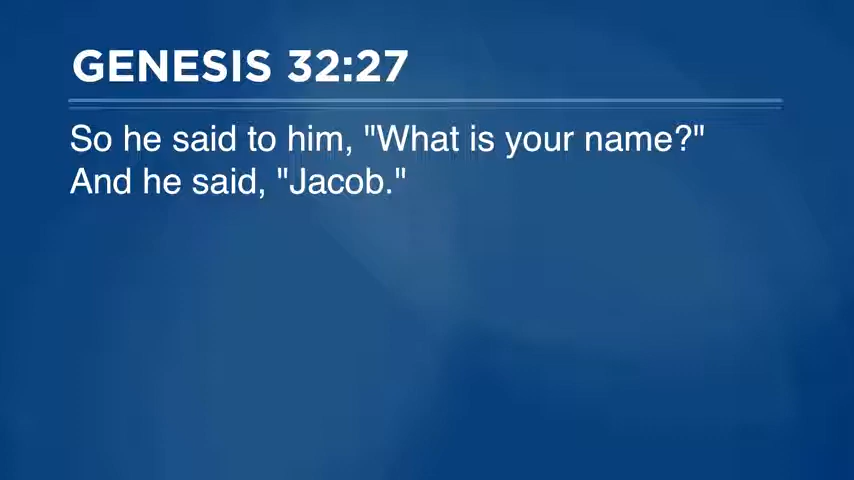 GENESIS 32:27
So he said to him, "What is your name?"
And he said, "Jacob."